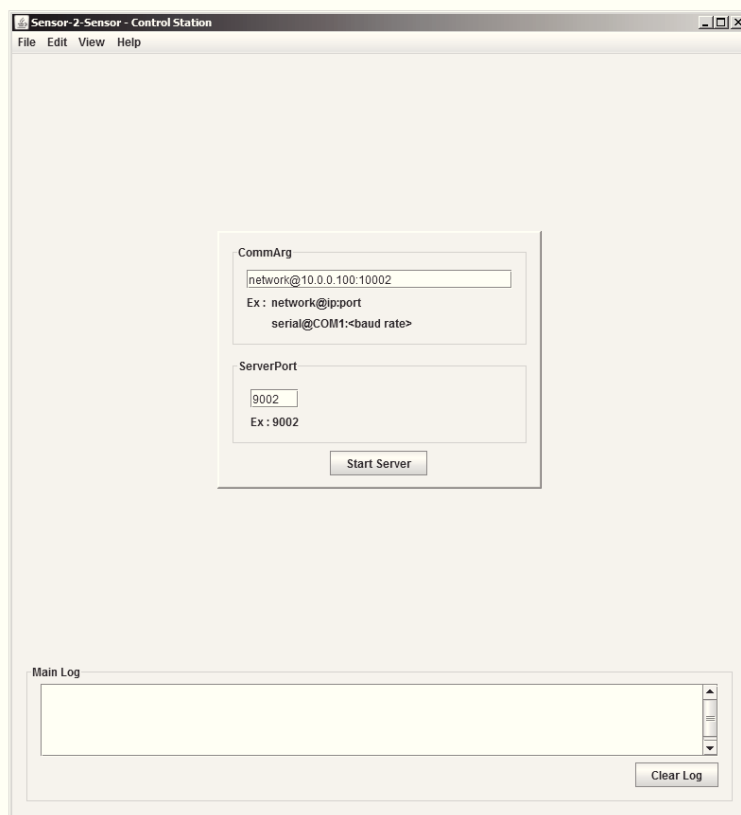 Sensor-2-Sensor - Control Station
File Edit View Help
CommArg
network@10.0.0.100:10002
Ex : network@ip:port
serial@COM1:<baud rate>
ServerPort
9002
Ex : 9002
Start Server
Main Log
Clear Log